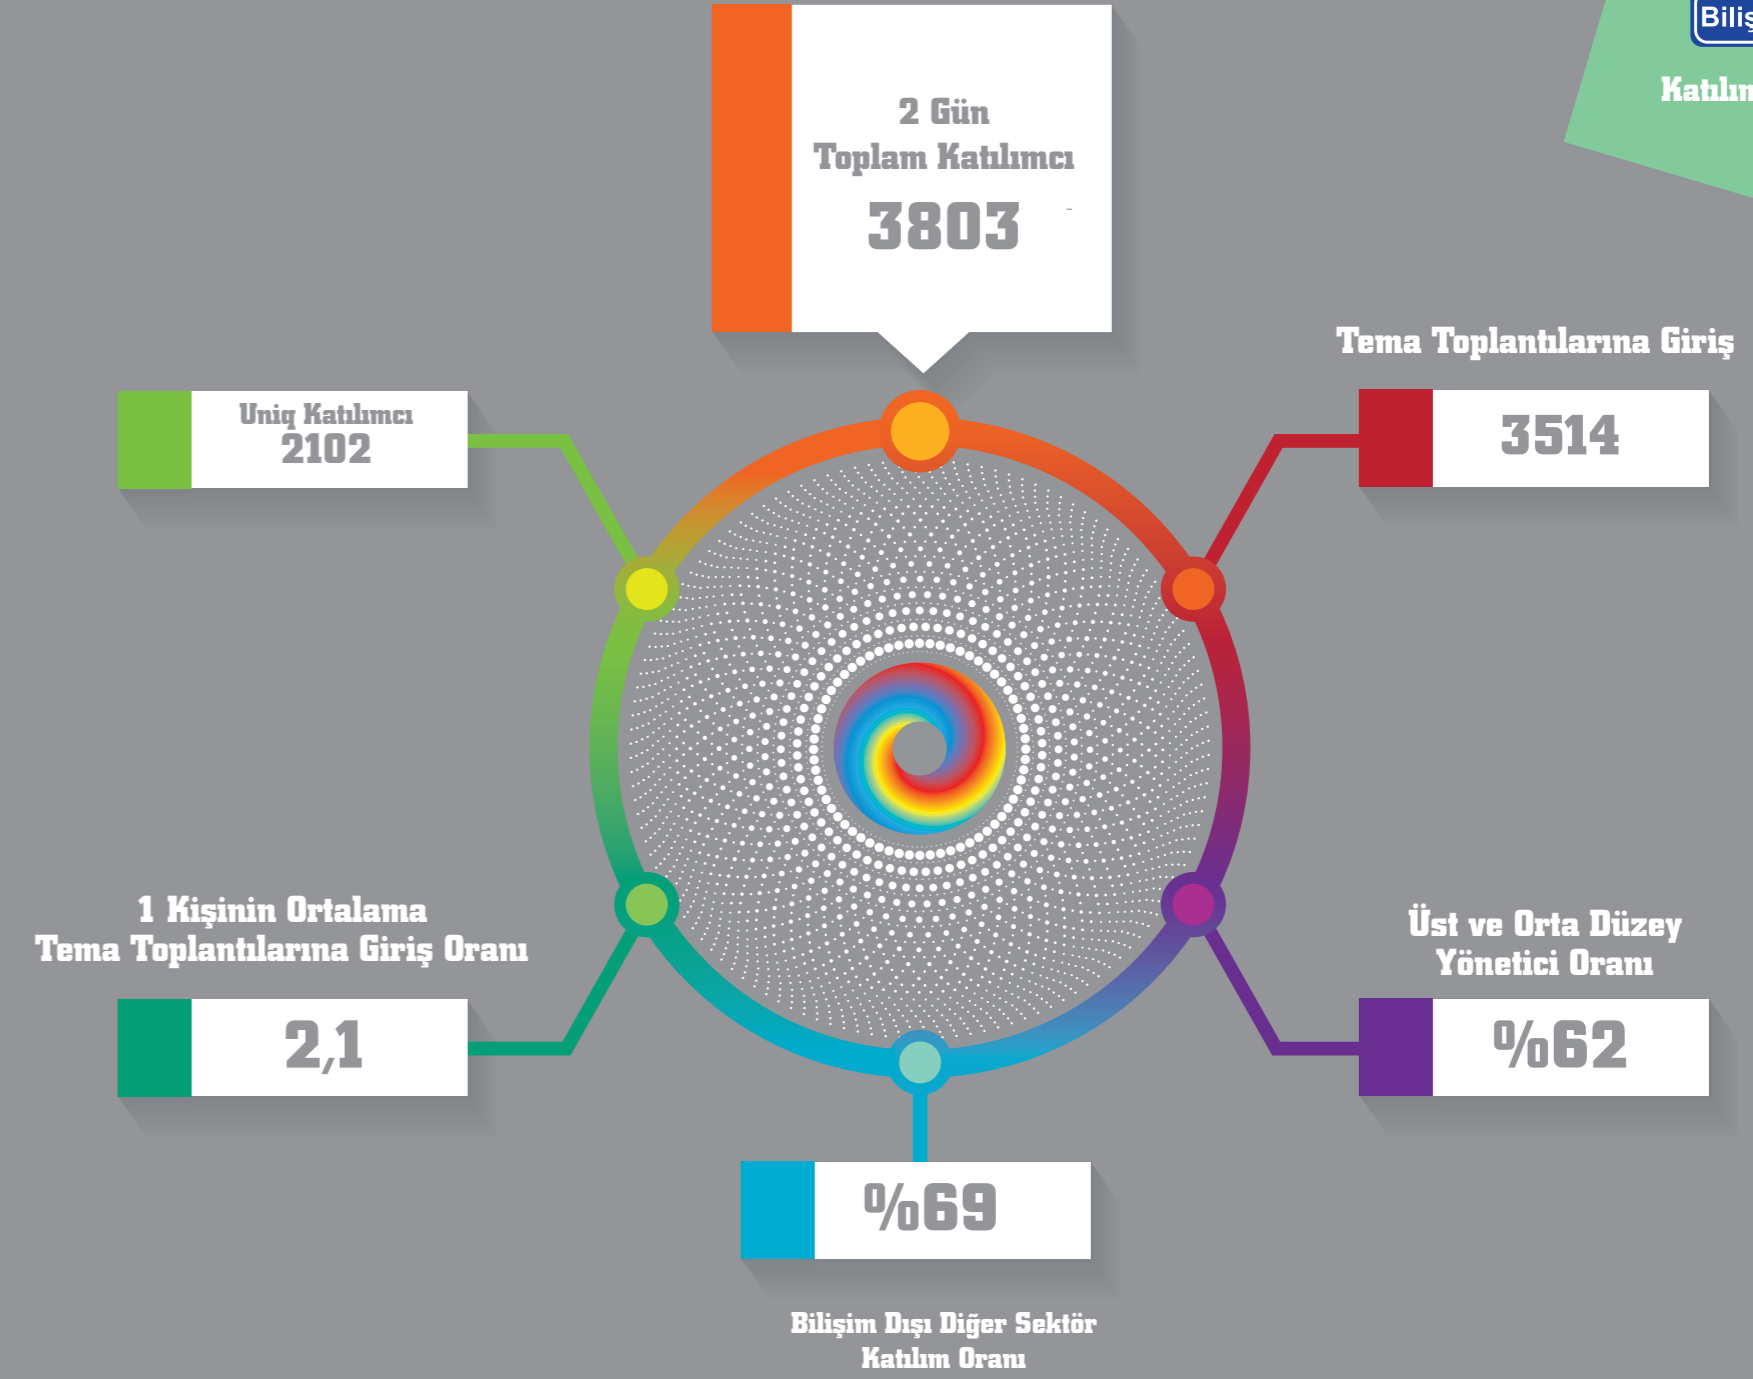 2 Gün
Toplam Katılımcı
3803
Tema Toplantılarına Giriş
3514
Uniq Katılımcı
2102
1 Kişinin Ortalama
Tema Toplantılarına Giriş Oranı
2,1
Üst ve Orta Düzey
Yönetici Oranı
%62
%69
Bilişim Dışı Diğer Sektör
Katılım Oranı